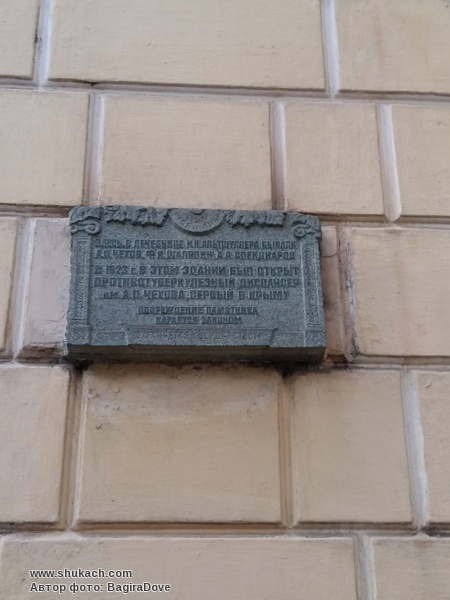 ЗДЕСЬ, В ЛЕЧЕБНИЦЕ И.Н. АЛЬТШУЛЛЕРА БЫВАЛИ
А.П. ЧЕХОВ, Ф.И. ШАЛЯПИН, А.А. СПЕНДИАРОВ
В 1922 г. В ЭТОМ ЗДАНИИ БЫЛ ОТКРЫТ
ПРОТИВОТУБЕРКУЛЕЗНЫЙ ДИСПАНСЕР
им. А.П. ЧЕХОВА, ПЕРВЫЙ В КРЫМУ
ПОВРЕЖДЕНИЕ ПАМЯТНИКА
КАРАЕТСЯ ЗАКОНОМ
www.shukach.com
Автор фото: BagiraDove